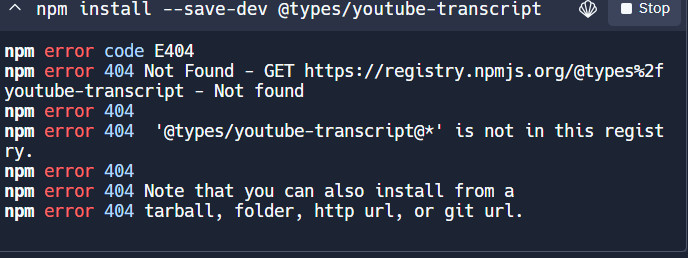 npm install --save-dev @types/youtube-transcript
Stop
npm error code E404
npm error 404 Not Found - GET https://registry.npmjs.org/@types%2f
youtube-transcript - Not found
npm error 404
npm error 404  '@types/youtube-transcript@*' is not in this regist
ry.
npm error 404
npm error 404 Note that you can also install from a
npm error 404 tarball, folder, http url, or git url.